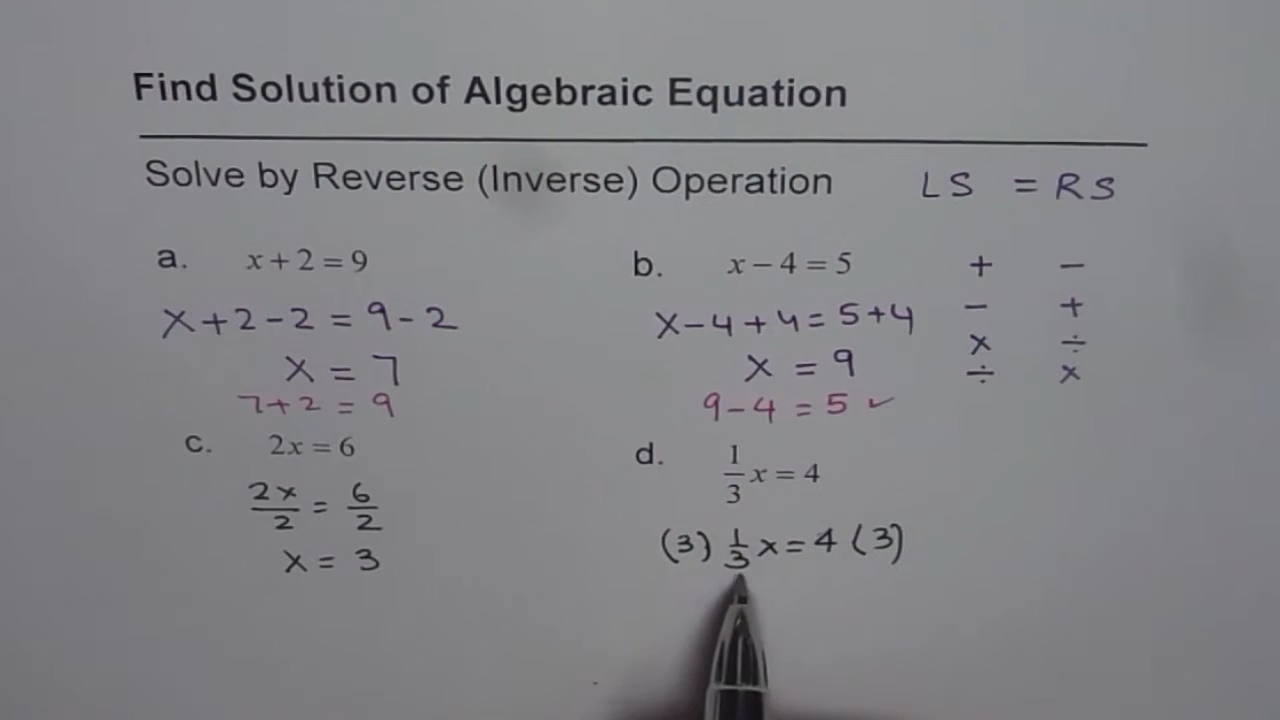 Find Solution of Algebraic Equation
Solve by Reverse (Inverse) Operation LS = RS
a. x + 2 = 9
x + 2 - 2 = 9 - 2
x = 7
7 + 2 = 9
b. x − 4 = 5
x - 4 + 4 = 5 + 4
x = 9
9 - 4 = 5 ✓
+ −
− +
× ÷
÷ ×
c. 2x = 6
2x/2 = 6/2
x = 3
d. 1/3 x = 4
(3) 1/3 x = 4 (3)